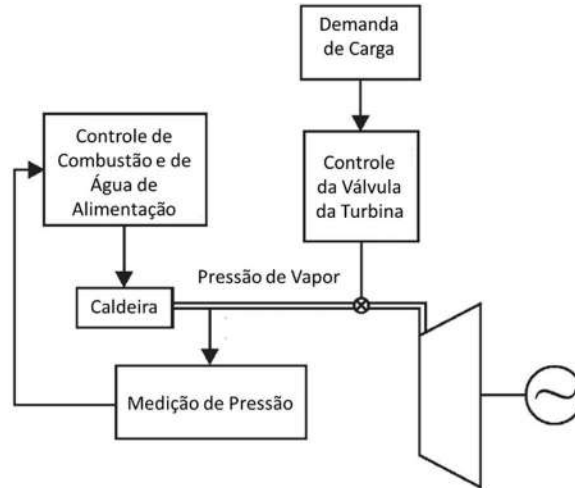 Demanda
de Carga
Controle de
Combustão e de
Água de
Alimentação
Controle
da Válvula
da Turbina
Pressão de Vapor
Caldeira
Medição de Pressão